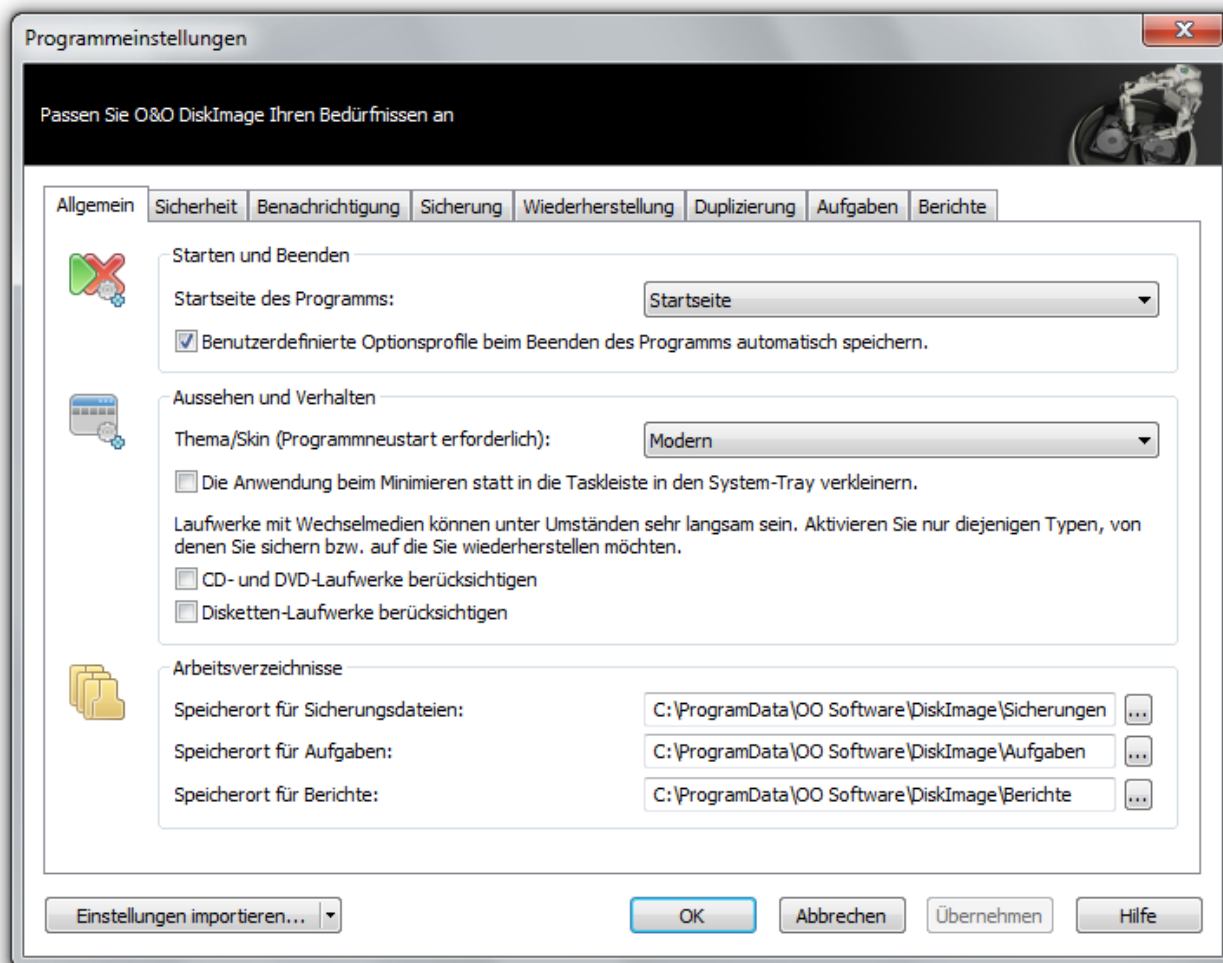 Programmeinstellungen
Passen Sie O&O DiskImage Ihren Bedürfnissen an
Allgemein Sicherheit Benachrichtigung Sicherung Wiederherstellung Duplizierung Aufgaben Berichte
Starten und Beenden
Startseite des Programms: Startseite
Benutzerdefinierte Optionsprofile beim Beenden des Programms automatisch speichern.
Aussehen und Verhalten
Thema/Skin (Programmneustart erforderlich): Modern
Die Anwendung beim Minimieren statt in die Taskleiste in den System-Tray verkleinern.
Laufwerke mit Wechselmedien können unter Umständen sehr langsam sein. Aktivieren Sie nur diejenigen Typen, von
denen Sie sichern bzw. auf die Sie wiederherstellen möchten.
CD- und DVD-Laufwerke berücksichtigen
Disketten-Laufwerke berücksichtigen
Arbeitsverzeichnisse
Speicherort für Sicherungsdateien: C:\ProgramData\OO Software\DiskImage\Sicherungen ...
Speicherort für Aufgaben: C:\ProgramData\OO Software\DiskImage\Aufgaben ...
Speicherort für Berichte: C:\ProgramData\OO Software\DiskImage\Berichte ...
Einstellungen importieren... OK Abbrechen Übernehmen Hilfe